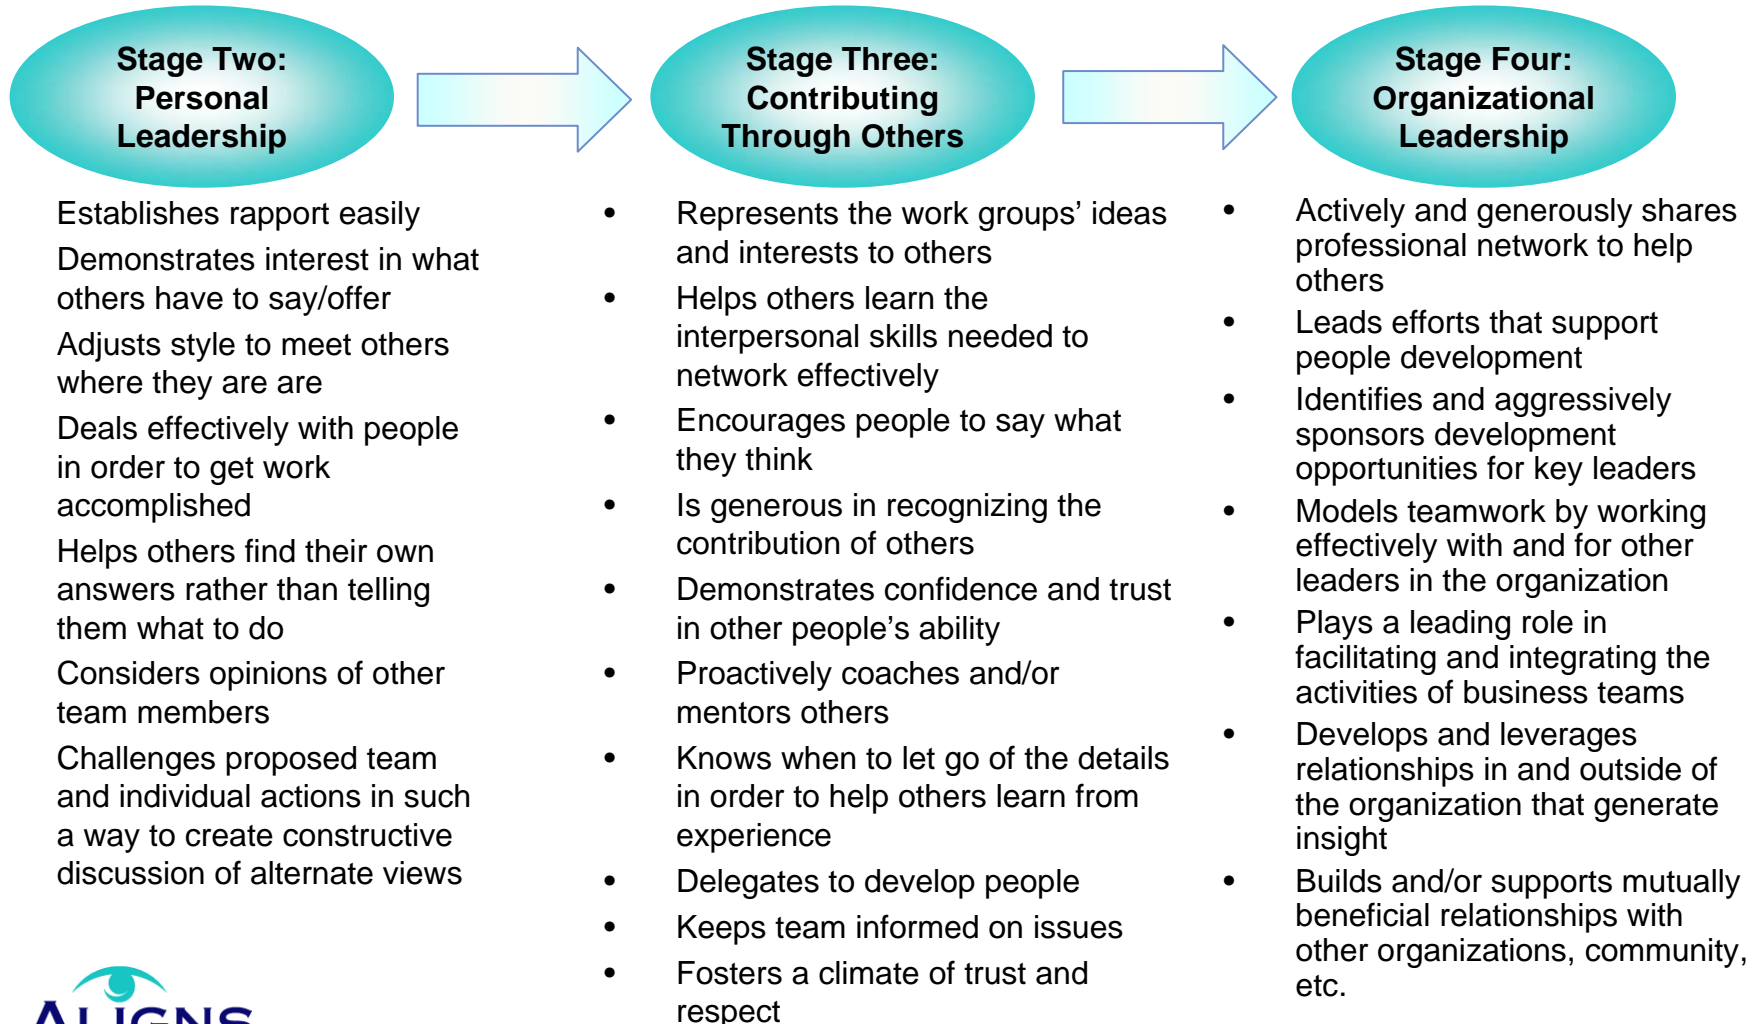 Stage Two:
Personal
Leadership
Establishes rapport easily
Demonstrates interest in what
others have to say/offer
Adjusts style to meet others
where they are are
Deals effectively with people
in order to get work
accomplished
Helps others find their own
answers rather than telling
them what to do
Considers opinions of other
team members
Challenges proposed team
and individual actions in such
a way to create constructive
discussion of alternate views
Stage Three:
Contributing
Through Others
• Represents the work groups’ ideas
and interests to others
• Helps others learn the
interpersonal skills needed to
network effectively
• Encourages people to say what
they think
• Is generous in recognizing the
contribution of others
• Demonstrates confidence and trust
in other people’s ability
• Proactively coaches and/or
mentors others
• Knows when to let go of the details
in order to help others learn from
experience
• Delegates to develop people
• Keeps team informed on issues
• Fosters a climate of trust and
respect
Stage Four:
Organizational
Leadership
• Actively and generously shares
professional network to help
others
• Leads efforts that support
people development
• Identifies and aggressively
sponsors development
opportunities for key leaders
• Models teamwork by working
effectively with and for other
leaders in the organization
• Plays a leading role in
facilitating and integrating the
activities of business teams
• Develops and leverages
relationships in and outside of
the organization that generate
insight
• Builds and/or supports mutually
beneficial relationships with
other organizations, community,
etc.
ALIGNS